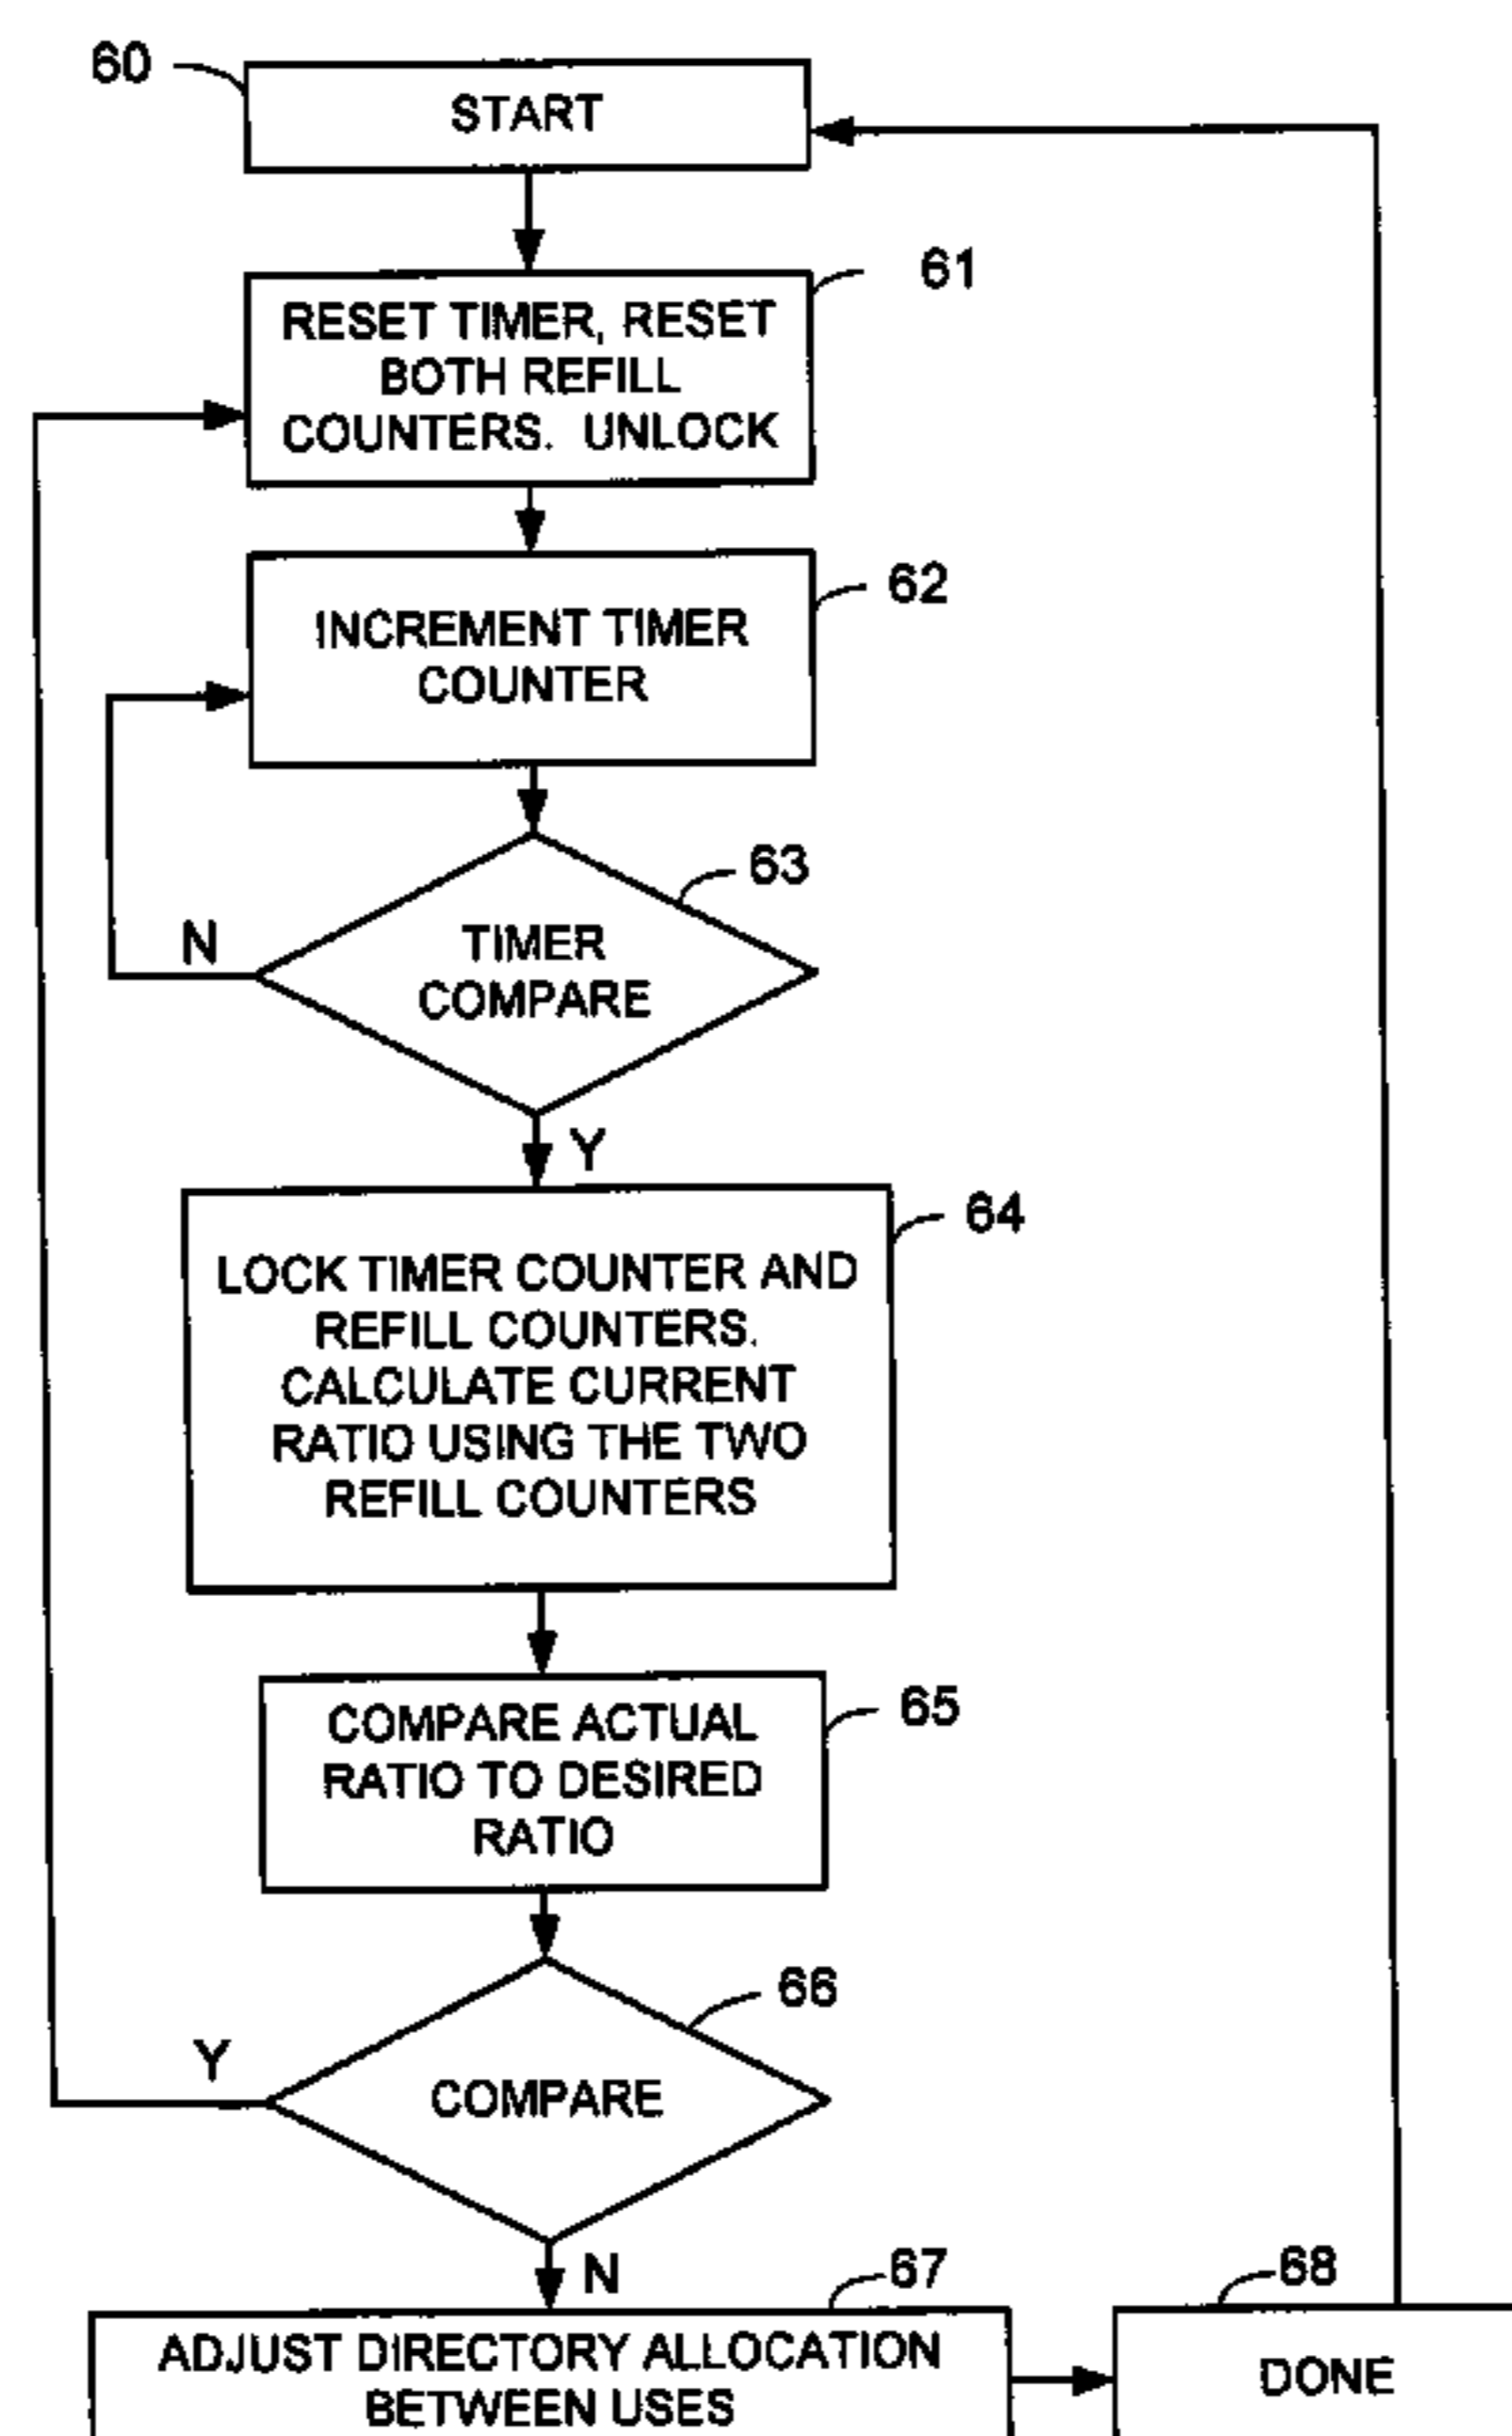 60
START
61
RESET TIMER, RESET
BOTH REFILL
COUNTERS. UNLOCK
62
INCREMENT TIMER
COUNTER
63
TIMER
COMPARE
N
Y
64
LOCK TIMER COUNTER AND
REFILL COUNTERS.
CALCULATE CURRENT
RATIO USING THE TWO
REFILL COUNTERS
65
COMPARE ACTUAL
RATIO TO DESIRED
RATIO
66
COMPARE
Y
N
67
ADJUST DIRECTORY ALLOCATION
BETWEEN USES
68
DONE